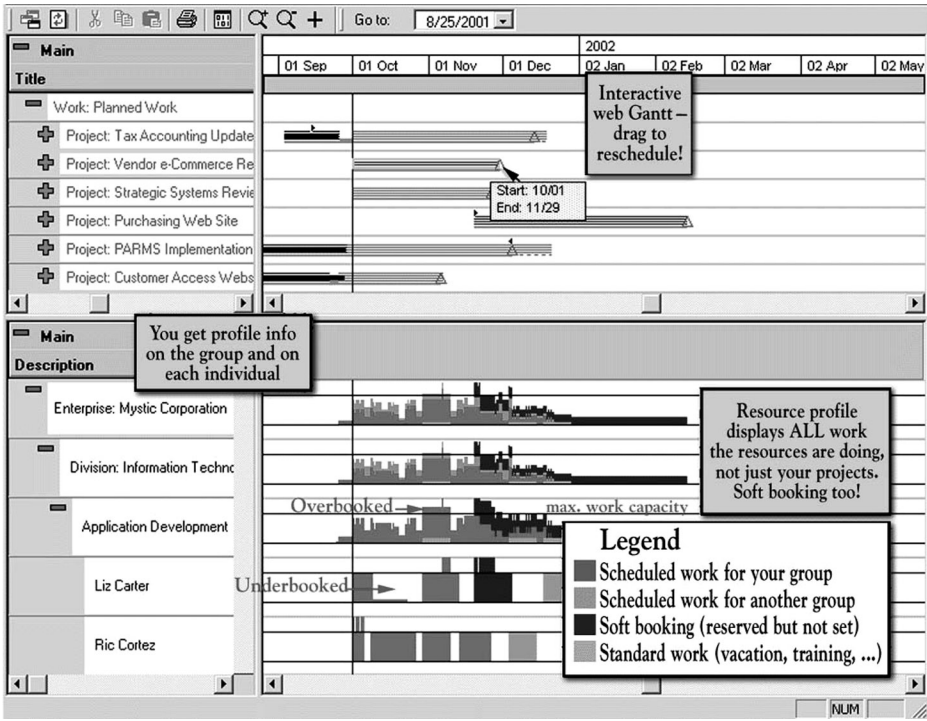 Go to: 8/25/2001
Main
Title
2002
01 Sep 01 Oct 01 Nov 01 Dec 02 Jan 02 Feb 02 Mar 02 Apr 02 May
Work: Planned Work
Project: Tax Accounting Update
Project: Vendor e-Commerce Re
Project: Strategic Systems Revie
Project: Purchasing Web Site
Project: PARMS Implementation
Project: Customer Access Webs
Interactive
web Gantt –
drag to
reschedule!
Start: 10/01
End: 11/29
You get profile info
on the group and on
each individual
Main
Description
Enterprise: Mystic Corporation
Division: Information Techno
Application Development
Liz Carter
Ric Cortez
Overbooked
max. work capacity
Underbooked
Resource profile
displays ALL work
the resources are doing,
not just your projects.
Soft booking too!
Legend
Scheduled work for your group
Scheduled work for another group
Soft booking (reserved but not set)
Standard work (vacation, training, ...)
NUM